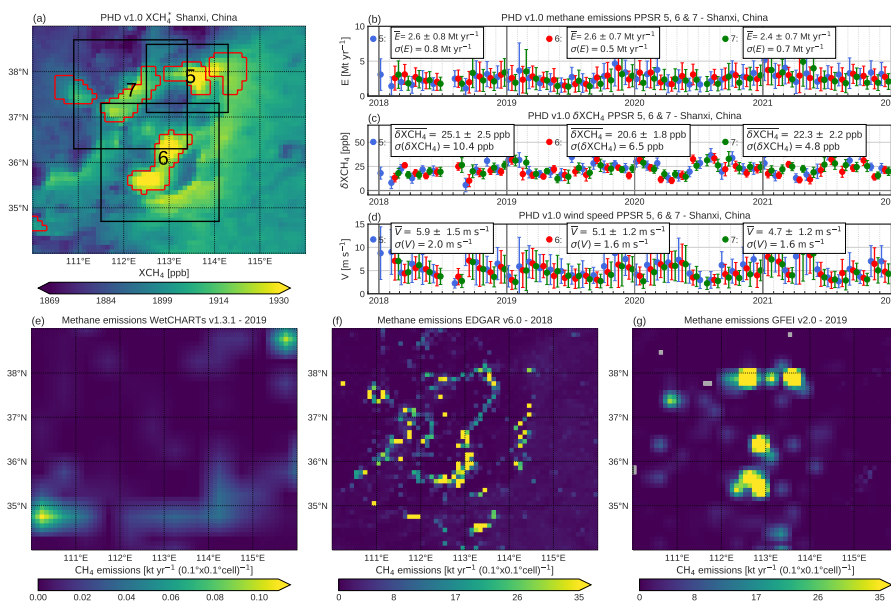 (a)
PHD v1.0 XCH₄* Shanxi, China
38°N
37°N
36°N
35°N
5
7
6
111°E 112°E 113°E 114°E 115°E
XCH₄ [ppb]
1869 1884 1899 1914 1930
(b)
PHD v1.0 methane emissions PPSR 5, 6 & 7 - Shanxi, China
E [Mt yr⁻¹]
10
5
0
5: E̅= 2.6 ± 0.8 Mt yr⁻¹
σ(E) = 0.8 Mt yr⁻¹
6: E̅= 2.6 ± 0.7 Mt yr⁻¹
σ(E) = 0.5 Mt yr⁻¹
7: E̅= 2.4 ± 0.7 Mt yr⁻¹
σ(E) = 0.7 Mt yr⁻¹
2018 2019 2020 2021
(c)
PHD v1.0 δXCH₄ PPSR 5, 6 & 7 - Shanxi, China
δXCH₄ [ppb]
50
25
0
5: δ̅XCH₄ = 25.1 ± 2.5 ppb
σ(δXCH₄) = 10.4 ppb
6: δ̅XCH₄ = 20.6 ± 1.8 ppb
σ(δXCH₄) = 6.5 ppb
7: δ̅XCH₄ = 22.3 ± 2.2 ppb
σ(δXCH₄) = 4.8 ppb
2018 2019 2020 2021
(d)
PHD v1.0 wind speed PPSR 5, 6 & 7 - Shanxi, China
V [m s⁻¹]
10
5
0
5: V̅ = 5.9 ± 1.5 m s⁻¹
σ(V) = 2.0 m s⁻¹
6: V̅ = 5.1 ± 1.2 m s⁻¹
σ(V) = 1.6 m s⁻¹
7: V̅ = 4.7 ± 1.2 m s⁻¹
σ(V) = 1.6 m s⁻¹
2018 2019 2020 2021
(e)
Methane emissions WetCHARTs v1.3.1 - 2019
38°N
37°N
36°N
35°N
111°E 112°E 113°E 114°E 115°E
CH₄ emissions [kt yr⁻¹ (0.1°x0.1°cell)⁻¹]
0.00 0.02 0.04 0.06 0.08 0.10
(f)
Methane emissions EDGAR v6.0 - 2018
38°N
37°N
36°N
35°N
111°E 112°E 113°E 114°E 115°E
CH₄ emissions [kt yr⁻¹ (0.1°x0.1°cell)⁻¹]
0 8 17 26 35
(g)
Methane emissions GFEI v2.0 - 2019
38°N
37°N
36°N
35°N
111°E 112°E 113°E 114°E 115°E
CH₄ emissions [kt yr⁻¹ (0.1°x0.1°cell)⁻¹]
0 8 17 26 35